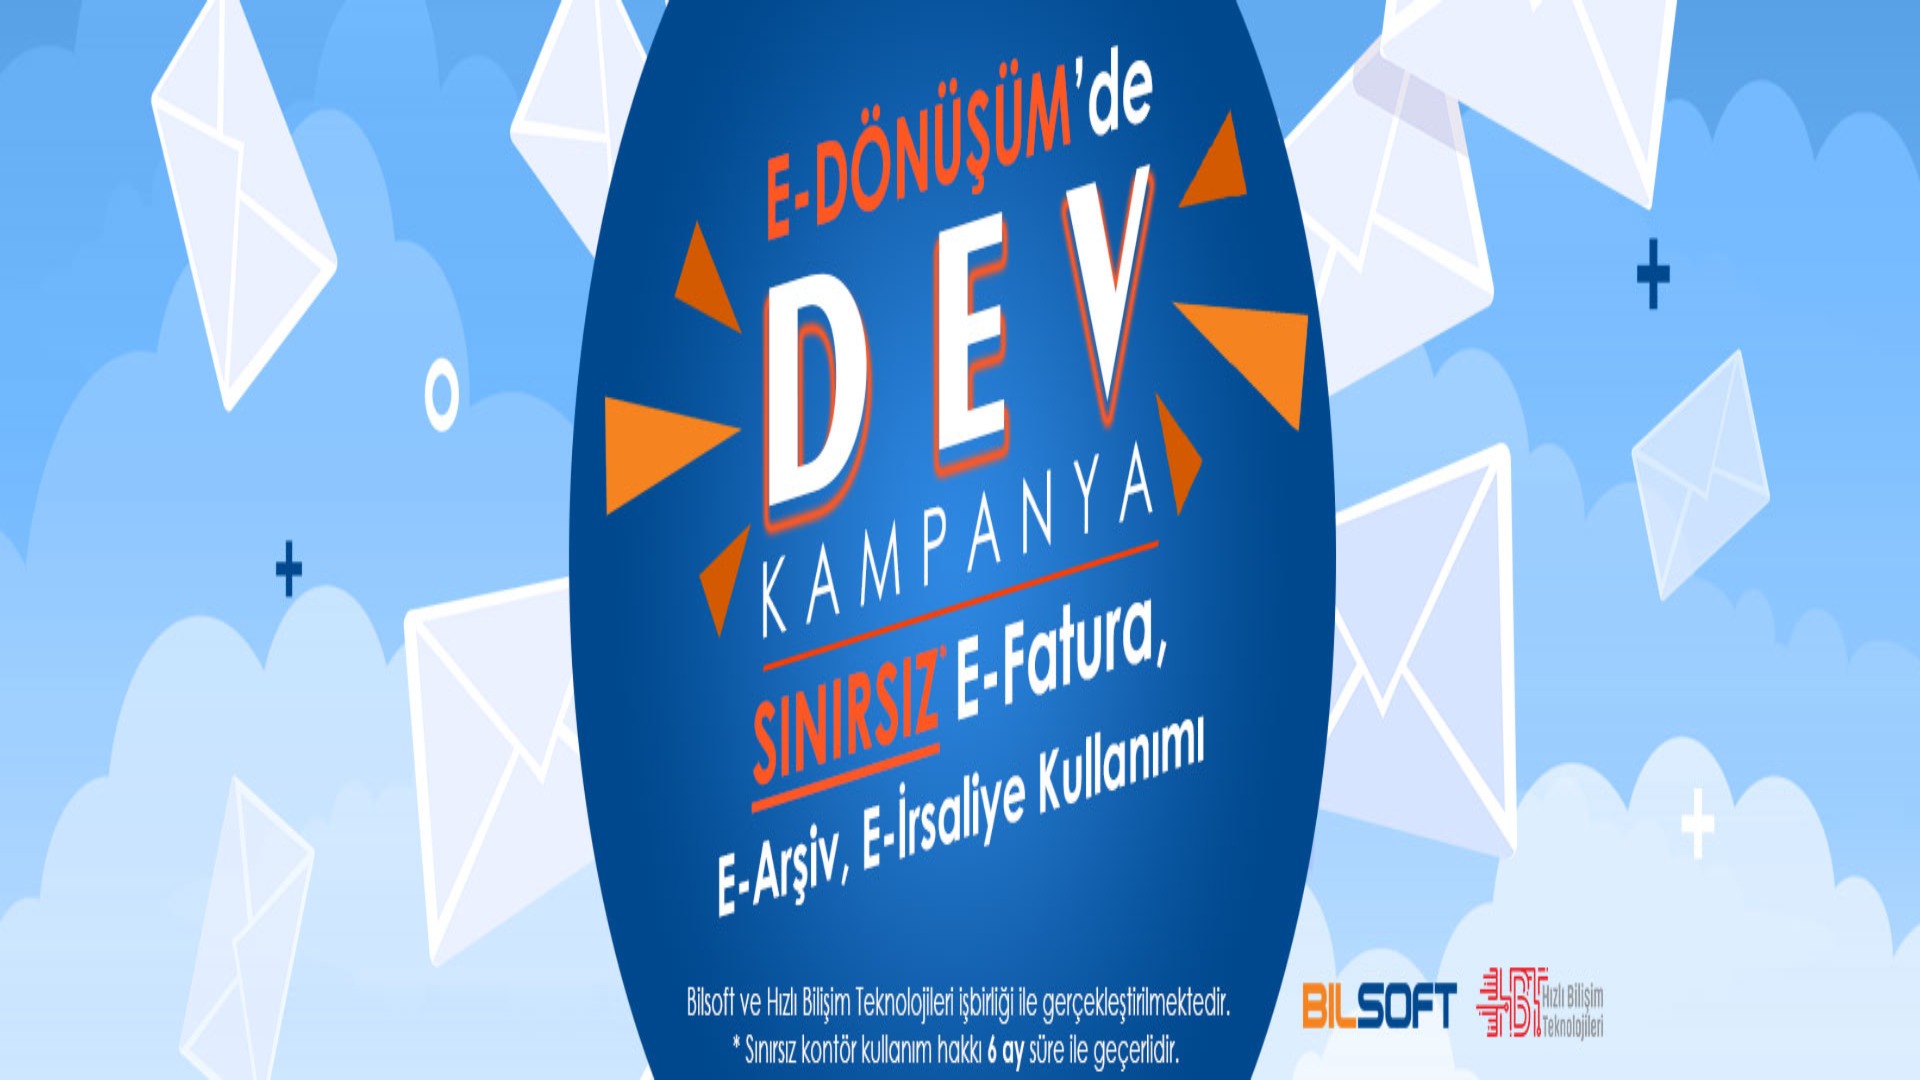 E-DÖNÜŞÜM'de
DEV
KAMPANYA
SINIRSIZ* E-Fatura,
E-Arşiv, E-İrsaliye Kullanımı
Bilsoft ve Hızlı Bilişim Teknolojileri işbirliği ile gerçekleştirilmektedir.
* Sınırsız kontör kullanım hakkı 6 ay süre ile geçerlidir.
BILSOFT
HBT Hızlı Bilişim
Teknolojileri